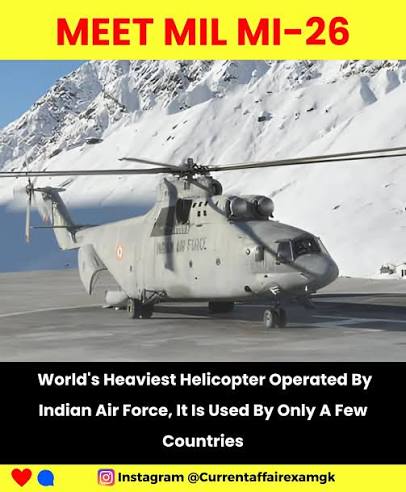 MEET MIL MI-26
INDIAN AIR FORCE
World's Heaviest Helicopter Operated By
Indian Air Force, It Is Used By Only A Few
Countries
Instagram @Currentaffairexamgk